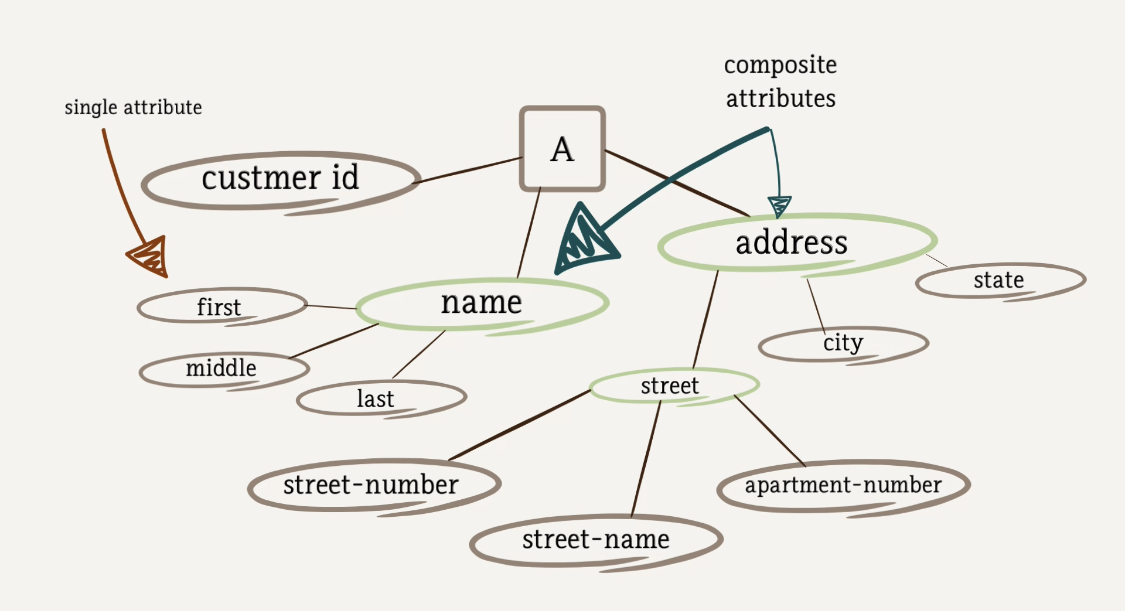 composite
attributes
single attribute
A
custmer id
address
state
first
name
city
middle
last
street
street-number
apartment-number
street-name